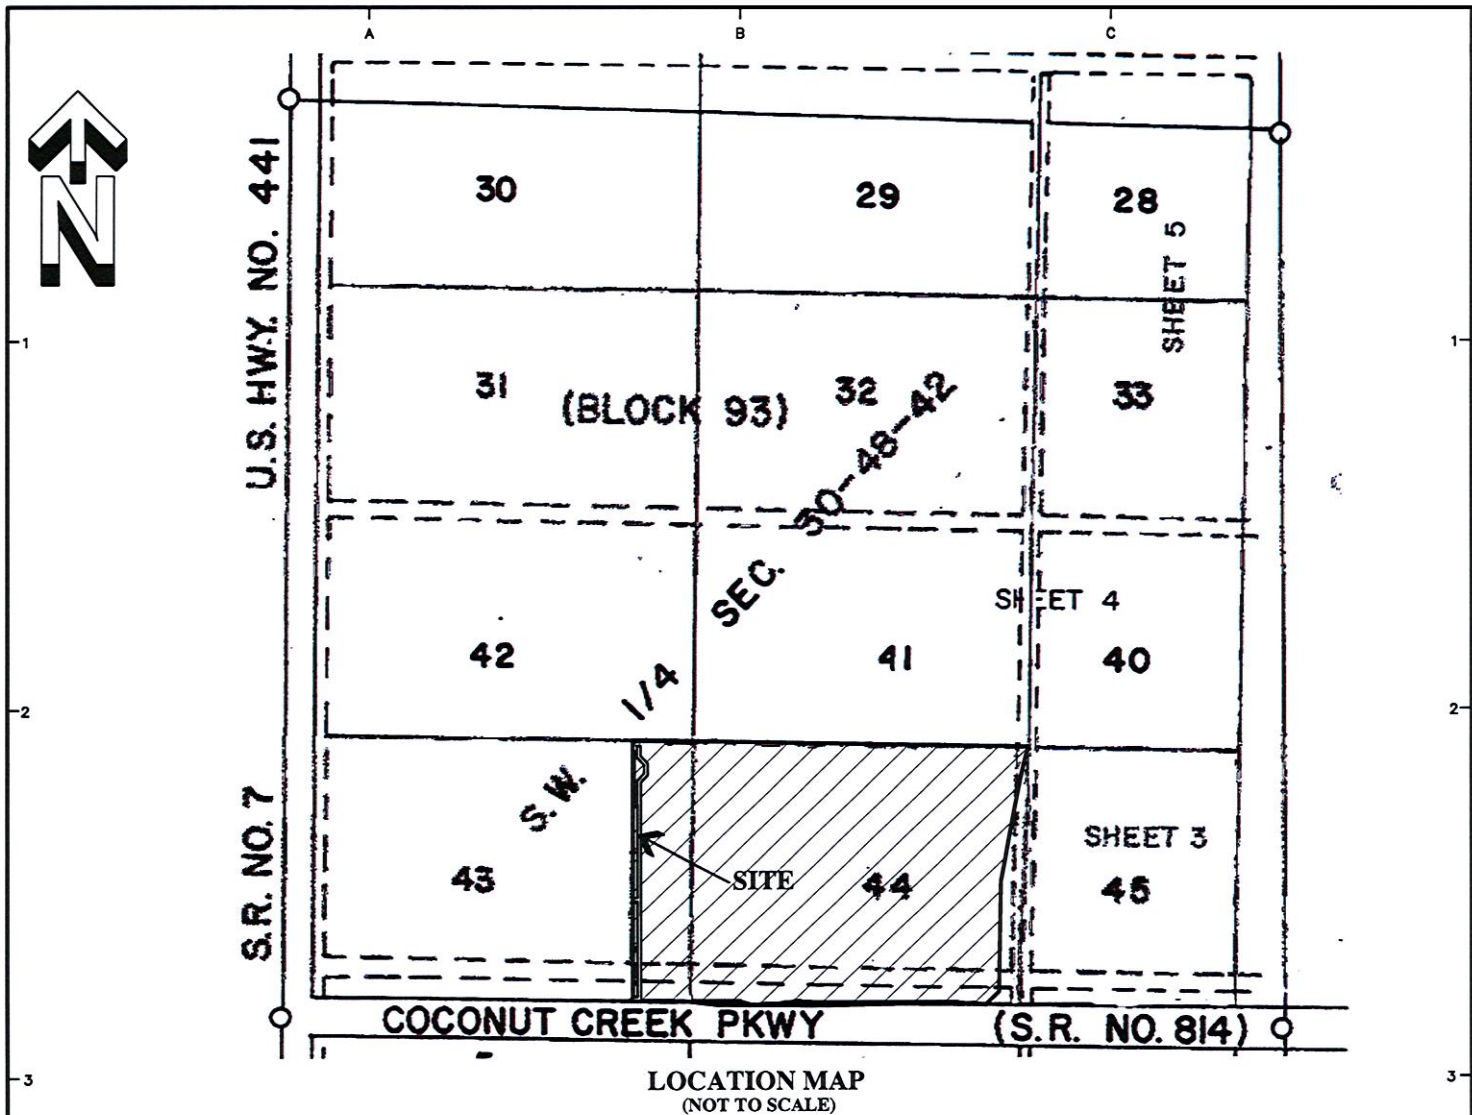 A B C
N
U.S. HWY. NO. 441
30 29 28
SHEET 5
1 1
31 32 33
(BLOCK 93)
SEC. 30-48-42
SHEET 4
42 41 40
1/4
2 2
S.W.
S.R. NO. 7
SHEET 3
43 SITE 44 45
COCONUT CREEK PKWY (S.R. NO. 814)
LOCATION MAP
(NOT TO SCALE)
3 3